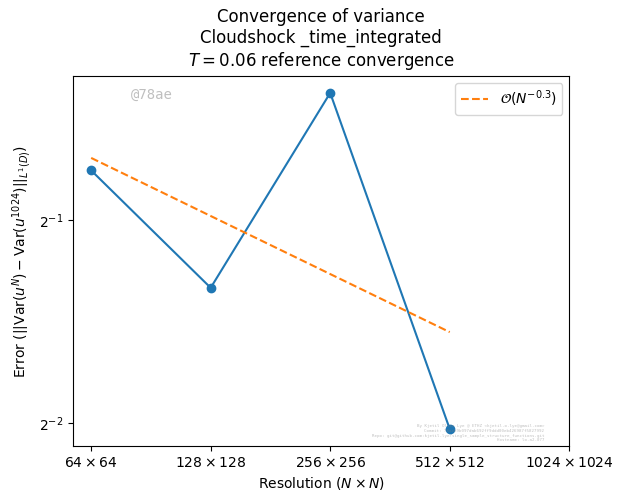 Convergence of variance
Cloudshock _time_integrated
T = 0.06 reference convergence
@78ae
O(N^{-0.3})
Error (||Var(u^N) − Var(u^{1024})||_{L^1(D)})
2^{-1}
2^{-2}
64 × 64
128 × 128
256 × 256
512 × 512
1024 × 1024
Resolution (N × N)